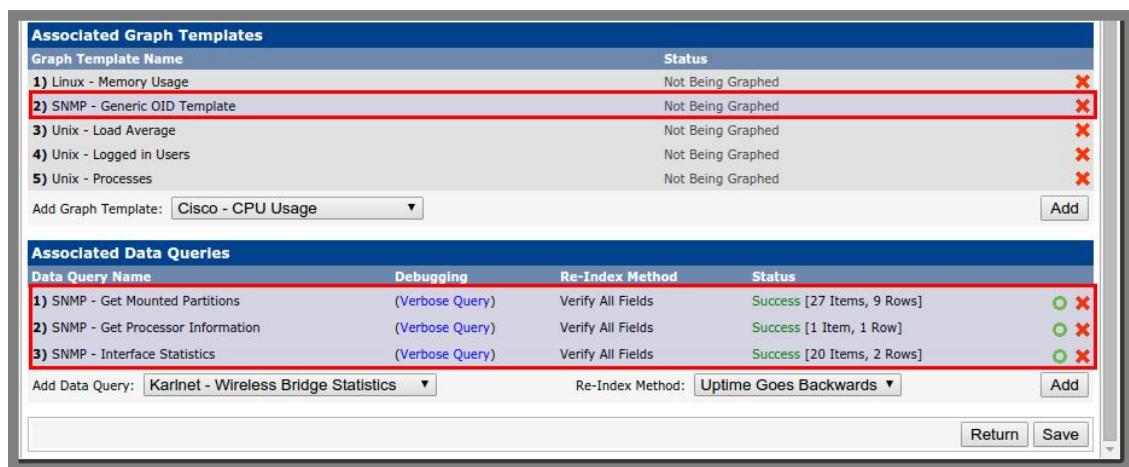 Associated Graph Templates
Graph Template Name Status
1) Linux - Memory Usage Not Being Graphed
2) SNMP - Generic OID Template Not Being Graphed
3) Unix - Load Average Not Being Graphed
4) Unix - Logged in Users Not Being Graphed
5) Unix - Processes Not Being Graphed
Add Graph Template: Cisco - CPU Usage Add
Associated Data Queries
Data Query Name Debugging Re-Index Method Status
1) SNMP - Get Mounted Partitions (Verbose Query) Verify All Fields Success [27 Items, 9 Rows]
2) SNMP - Get Processor Information (Verbose Query) Verify All Fields Success [1 Item, 1 Row]
3) SNMP - Interface Statistics (Verbose Query) Verify All Fields Success [20 Items, 2 Rows]
Add Data Query: Karlnet - Wireless Bridge Statistics Re-Index Method: Uptime Goes Backwards Add
Return Save